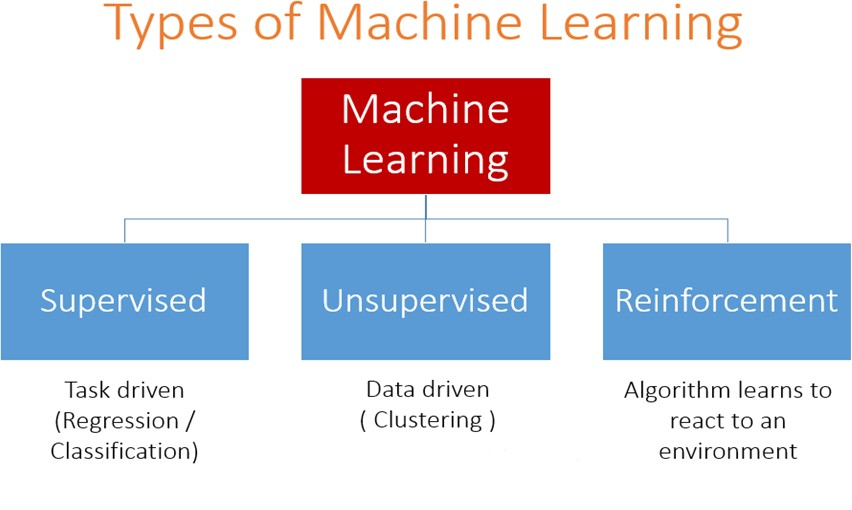 Types of Machine Learning
Machine
Learning
Supervised
Unsupervised
Reinforcement
Task driven
(Regression /
Classification)
Data driven
( Clustering )
Algorithm learns to
react to an
environment